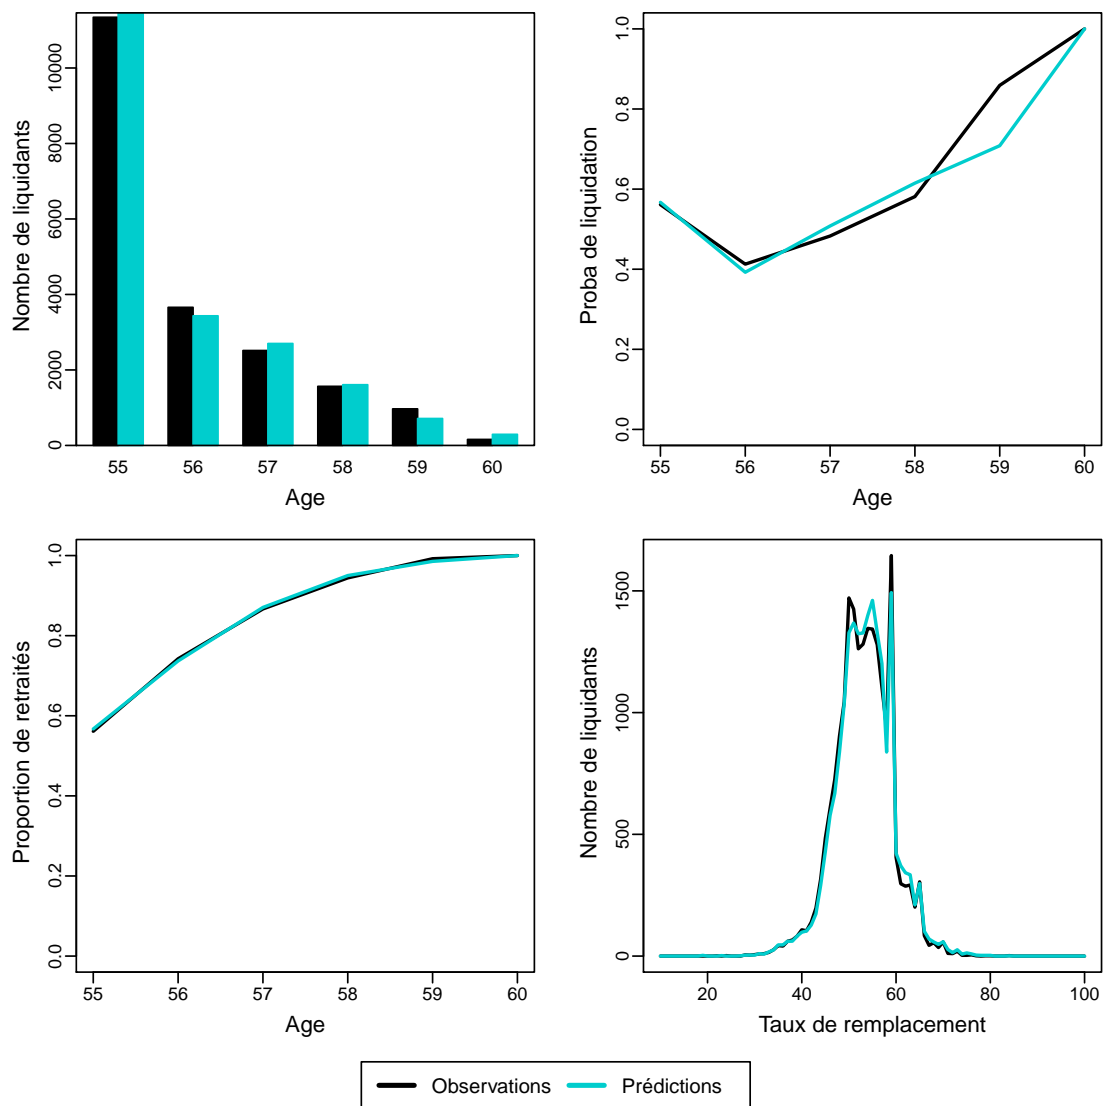 Nombre de liquidants
0 2000 4000 6000 8000 10000
55 56 57 58 59 60
Age
Proba de liquidation
0.0 0.2 0.4 0.6 0.8 1.0
55 56 57 58 59 60
Age
Proportion de retraités
0.0 0.2 0.4 0.6 0.8 1.0
55 56 57 58 59 60
Age
Nombre de liquidants
0 500 1000 1500
20 40 60 80 100
Taux de remplacement
Observations Prédictions